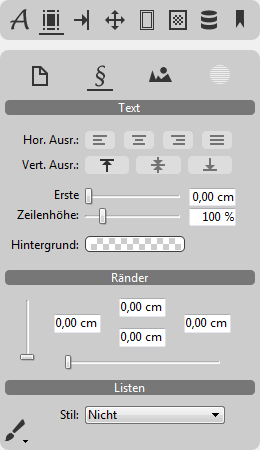 A
§
Text
Hor. Ausr.:
Vert. Ausr.:
Erste 0,00 cm
Zeilenhöhe: 100 %
Hintergrund:
Ränder
0,00 cm
0,00 cm 0,00 cm
0,00 cm
Listen
Stil: Nicht